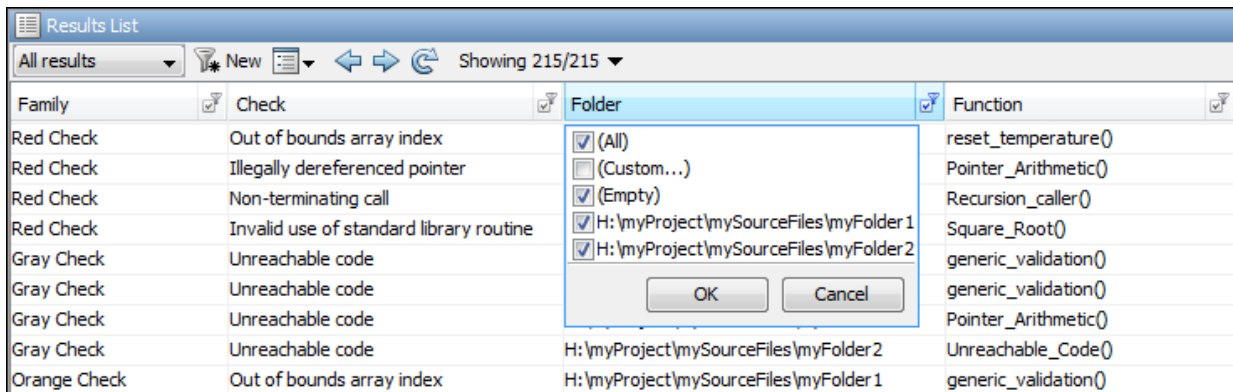 Results List
All results New Showing 215/215
Family Check Folder Function
Red Check Out of bounds array index (All) reset_temperature()
Red Check Illegally dereferenced pointer (Custom...) Pointer_Arithmetic()
Red Check Non-terminating call (Empty) Recursion_caller()
Red Check Invalid use of standard library routine H:\myProject\mySourceFiles\myFolder1 Square_Root()
Gray Check Unreachable code H:\myProject\mySourceFiles\myFolder2 generic_validation()
Gray Check Unreachable code OK Cancel generic_validation()
Gray Check Unreachable code Pointer_Arithmetic()
Gray Check Unreachable code H:\myProject\mySourceFiles\myFolder2 Unreachable_Code()
Orange Check Out of bounds array index H:\myProject\mySourceFiles\myFolder1 generic_validation()